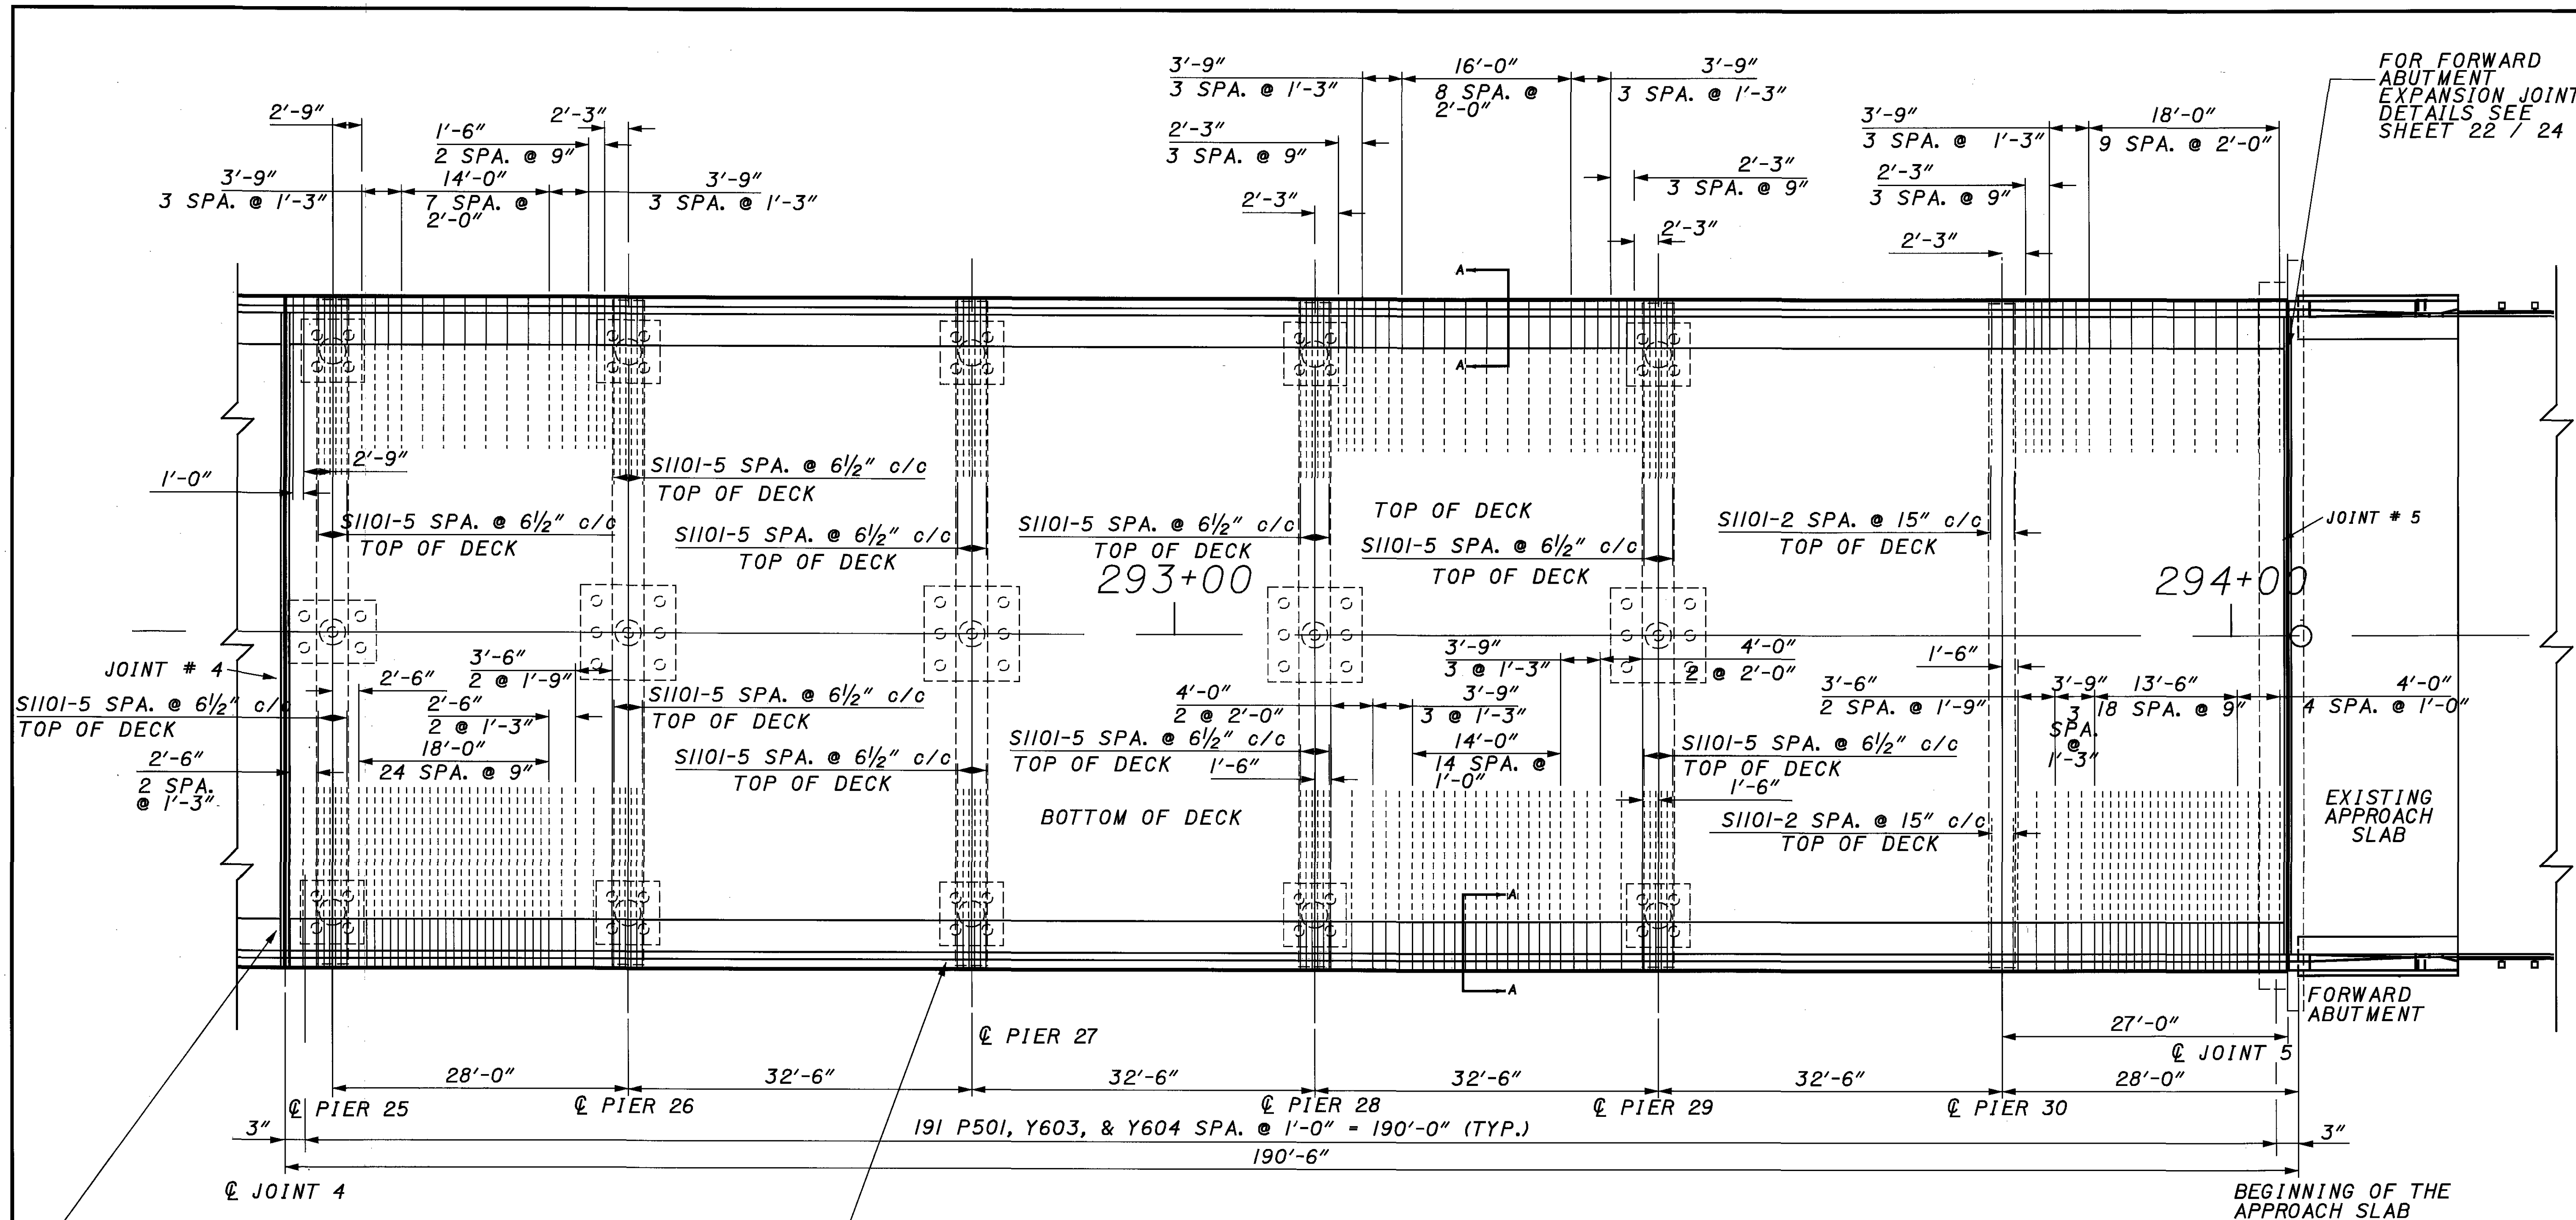 FOR FORWARD
ABUTMENT
EXPANSION JOINT
DETAILS SEE
SHEET 22 / 24
3'-9"
3 SPA. @ 1'-3"
16'-0"
8 SPA. @
2'-0"
3'-9"
3 SPA. @ 1'-3"
2'-9"
1'-6"
2 SPA. @ 9"
2'-3"
2'-3"
3 SPA. @ 9"
3'-9"
3 SPA. @ 1'-3"
18'-0"
9 SPA. @ 2'-0"
3'-9"
3 SPA. @ 1'-3"
14'-0"
7 SPA. @
2'-0"
3'-9"
3 SPA. @ 1'-3"
2'-3"
2'-3"
3 SPA. @ 9"
2'-3"
2'-3"
3 SPA. @ 9"
2'-3"
A
A
2'-9"
1'-0"
S1101-5 SPA. @ 6½" c/c
TOP OF DECK
S1101-5 SPA. @ 6½" c/c
TOP OF DECK
S1101-5 SPA. @ 6½" c/c
TOP OF DECK
S1101-5 SPA. @ 6½" c/c
TOP OF DECK
TOP OF DECK
S1101-5 SPA. @ 6½" c/c
TOP OF DECK
S1101-2 SPA. @ 15" c/c
TOP OF DECK
JOINT # 5
293+00
294+00
JOINT # 4
2'-6"
3'-6"
2 @ 1'-9"
S1101-5 SPA. @ 6½" c/c
TOP OF DECK
2'-6"
2 @ 1'-3"
18'-0"
24 SPA. @ 9"
2'-6"
2 SPA.
@ 1'-3"
S1101-5 SPA. @ 6½" c/c
TOP OF DECK
S1101-5 SPA. @ 6½" c/c
TOP OF DECK
3'-9"
3 @ 1'-3"
4'-0"
2 @ 2'-0"
4'-0"
2 @ 2'-0"
3'-9"
3 @ 1'-3"
S1101-5 SPA. @ 6½" c/c
TOP OF DECK
1'-6"
14'-0"
14 SPA. @
1'-0"
S1101-5 SPA. @ 6½" c/c
TOP OF DECK
1'-6"
BOTTOM OF DECK
1'-6"
3'-6"
2 SPA. @ 1'-9"
3'-9"
3
SPA.
@
1'-3"
13'-6"
18 SPA. @ 9"
4'-0"
4 SPA. @ 1'-0"
S1101-2 SPA. @ 15" c/c
TOP OF DECK
EXISTING
APPROACH
SLAB
A
A
FORWARD
ABUTMENT
27'-0"
℄ JOINT 5
℄ PIER 27
28'-0"
32'-6"
32'-6"
32'-6"
32'-6"
28'-0"
℄ PIER 25
℄ PIER 26
℄ PIER 28
℄ PIER 29
℄ PIER 30
3"
191 P501, Y603, & Y604 SPA. @ 1'-0" = 190'-0" (TYP.)
3"
190'-6"
℄ JOINT 4
BEGINNING OF THE
APPROACH SLAB